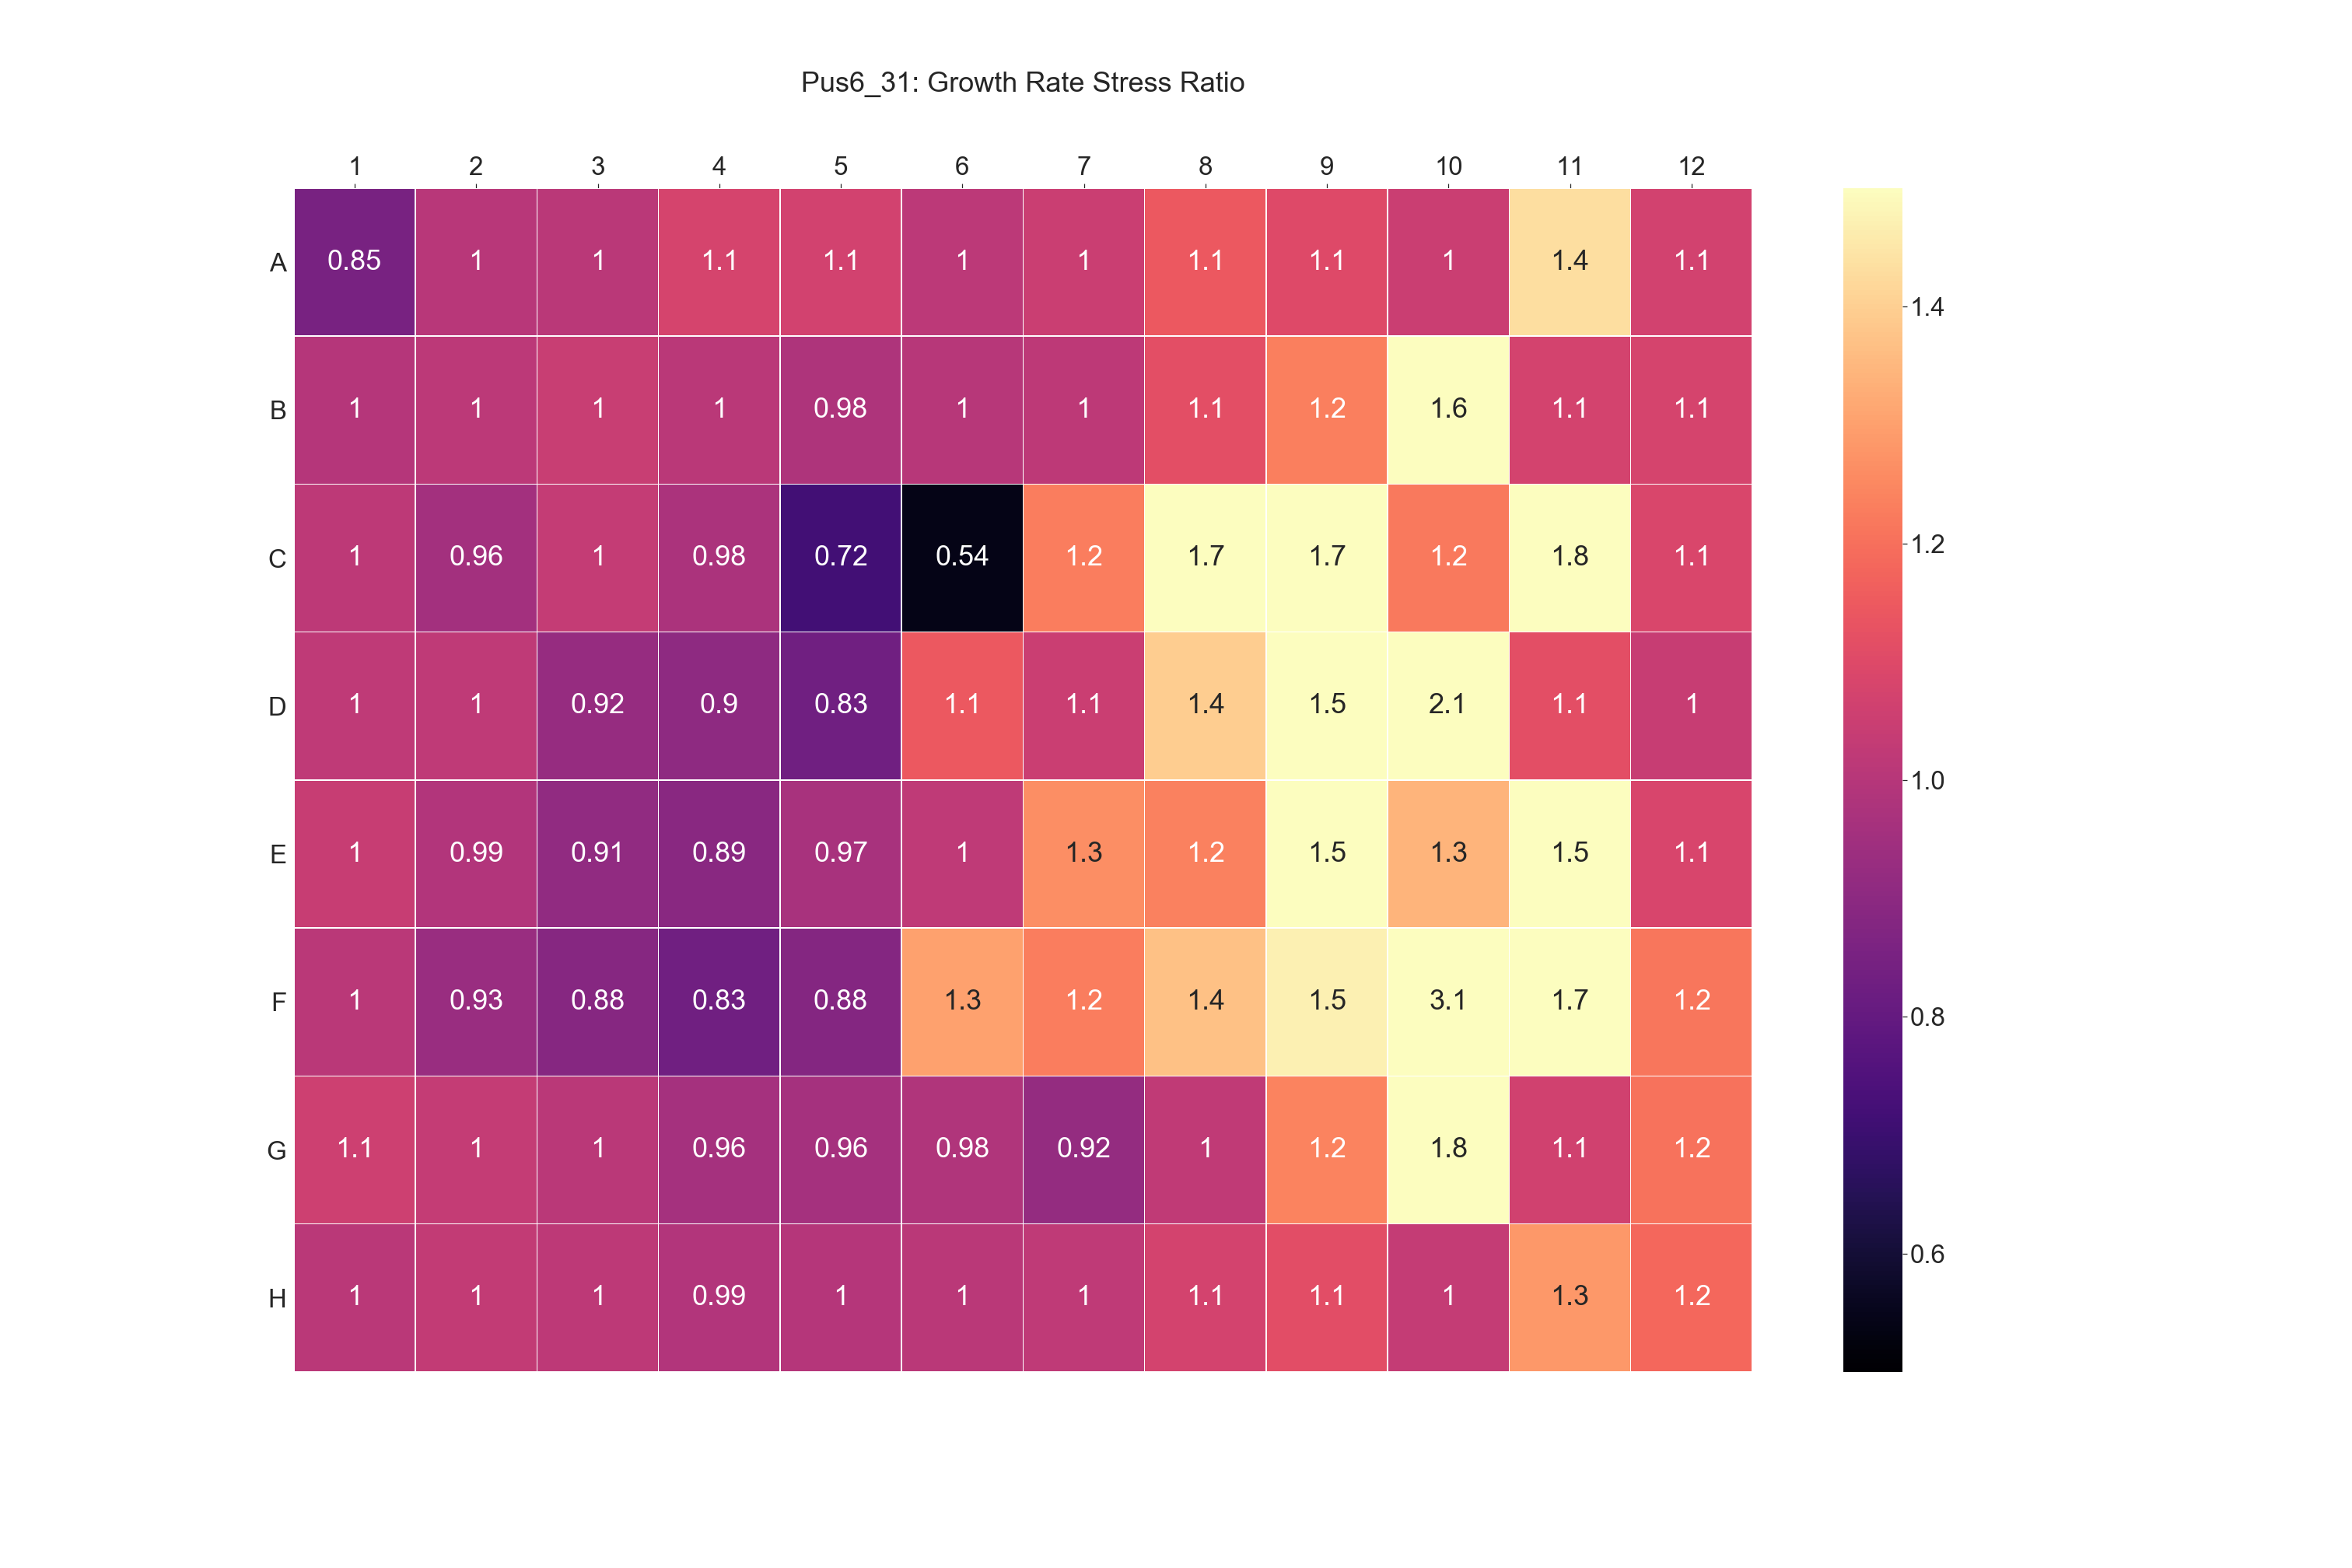 Pus6_31: Growth Rate Stress Ratio
1 2 3 4 5 6 7 8 9 10 11 12
A 0.85 1 1 1.1 1.1 1 1 1.1 1.1 1 1.4 1.1
1.4
B 1 1 1 1 0.98 1 1 1.1 1.2 1.6 1.1 1.1
C 1 0.96 1 0.98 0.72 0.54 1.2 1.7 1.7 1.2 1.8 1.1
1.2
D 1 1 0.92 0.9 0.83 1.1 1.1 1.4 1.5 2.1 1.1 1
1.0
E 1 0.99 0.91 0.89 0.97 1 1.3 1.2 1.5 1.3 1.5 1.1
F 1 0.93 0.88 0.83 0.88 1.3 1.2 1.4 1.5 3.1 1.7 1.2
0.8
G 1.1 1 1 0.96 0.96 0.98 0.92 1 1.2 1.8 1.1 1.2
0.6
H 1 1 1 0.99 1 1 1 1.1 1.1 1 1.3 1.2